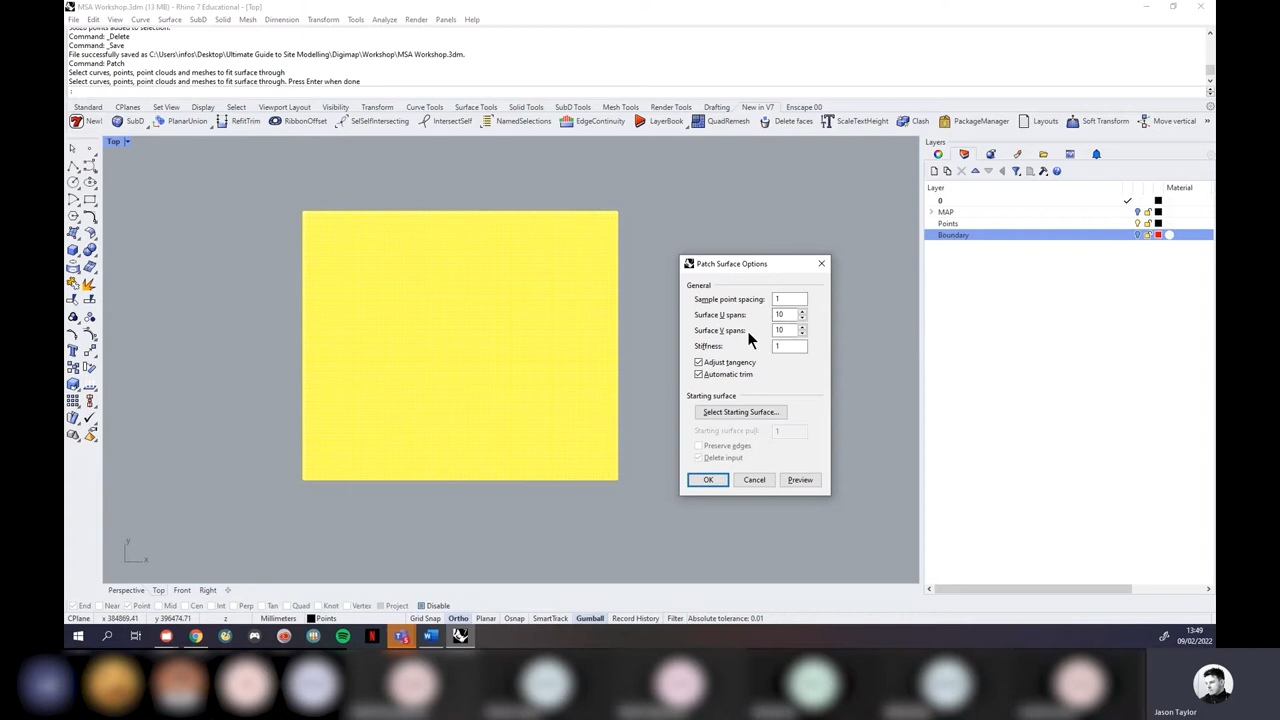 MSA Workshop.3dm (13 MB) - Rhino 7 Educational - [Top]
File Edit View Curve Surface SubD Solid Mesh Dimension Transform Tools Analyze Render Panels Help
points added to selection.
Command: _Delete
Command: _Save
File successfully saved as C:\Users\infos\Desktop\Ultimate Guide to Site Modelling\Digimap\Workshop\MSA Workshop.3dm.
Command: Patch
Select curves, points, point clouds and meshes to fit surface through
Select curves, points, point clouds and meshes to fit surface through. Press Enter when done
:
Standard CPlanes Set View Display Select Viewport Layout Visibility Transform Curve Tools Surface Tools Solid Tools SubD Tools Mesh Tools Render Tools Drafting New in V7 Enscape 00
New! SubD PlanarUnion RefitTrim RibbonOffset SelSelfIntersecting IntersectSelf NamedSelections EdgeContinuity LayerBook QuadRemesh Delete faces ScaleTextHeight Clash PackageManager Layouts Soft Transform Move vertical »
Top
Layers
Layer Material
0
MAP
Points
Boundary
Patch Surface Options
General
Sample point spacing: 1
Surface U spans: 10
Surface V spans: 10
Stiffness: 1
Adjust tangency
Automatic trim
Starting surface
Select Starting Surface...
Starting surface pull: 1
Preserve edges
Delete input
OK Cancel Preview
y
x
Perspective Top Front Right
End Near Point Mid Cen Int Perp Tan Quad Knot Vertex Project Disable
CPlane x 384869.41 y 396474.71 z Millimeters Points Grid Snap Ortho Planar Osnap SmartTrack Gumball Record History Filter Absolute tolerance: 0.01
13:49
09/02/2022
Jason Taylor